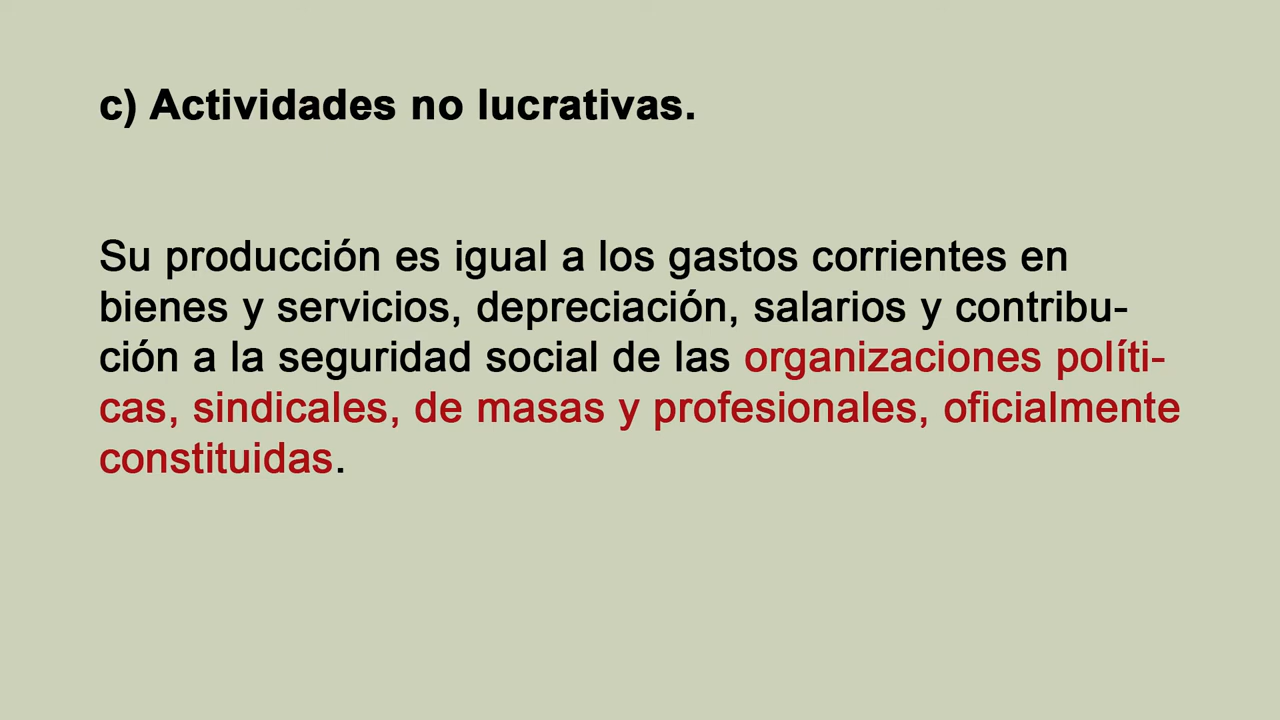 c) Actividades no lucrativas.
Su producción es igual a los gastos corrientes en
bienes y servicios, depreciación, salarios y contribu-
ción a la seguridad social de las organizaciones políti-
cas, sindicales, de masas y profesionales, oficialmente
constituidas.